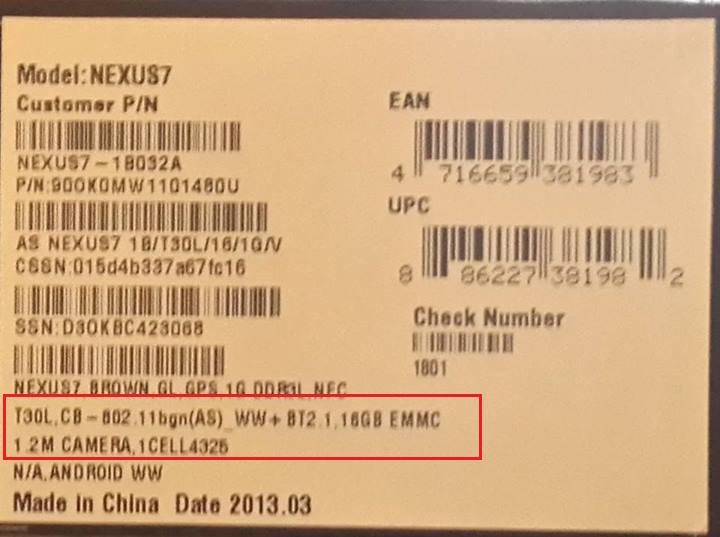 Model:NEXUS7
Customer P/N
NEXUS7-1B032A
P/N:90OK0MW1101480U
AS NEXUS7 1B/T30L/16/1G/V
CSSN:015d4b337a67fc16
SSN:D3OKBC423068
NEXUS7,BROWN,GL,GPS,1G DDR3L,NFC
T30L,CB-802.11bgn(AS)_WW+BT2.1,16GB EMMC
1.2M CAMERA,1CELL4325
N/A,ANDROID WW
Made in China Date 2013.03
EAN
4 716659 381983
UPC
8 86227 38198 2
Check Number
1801